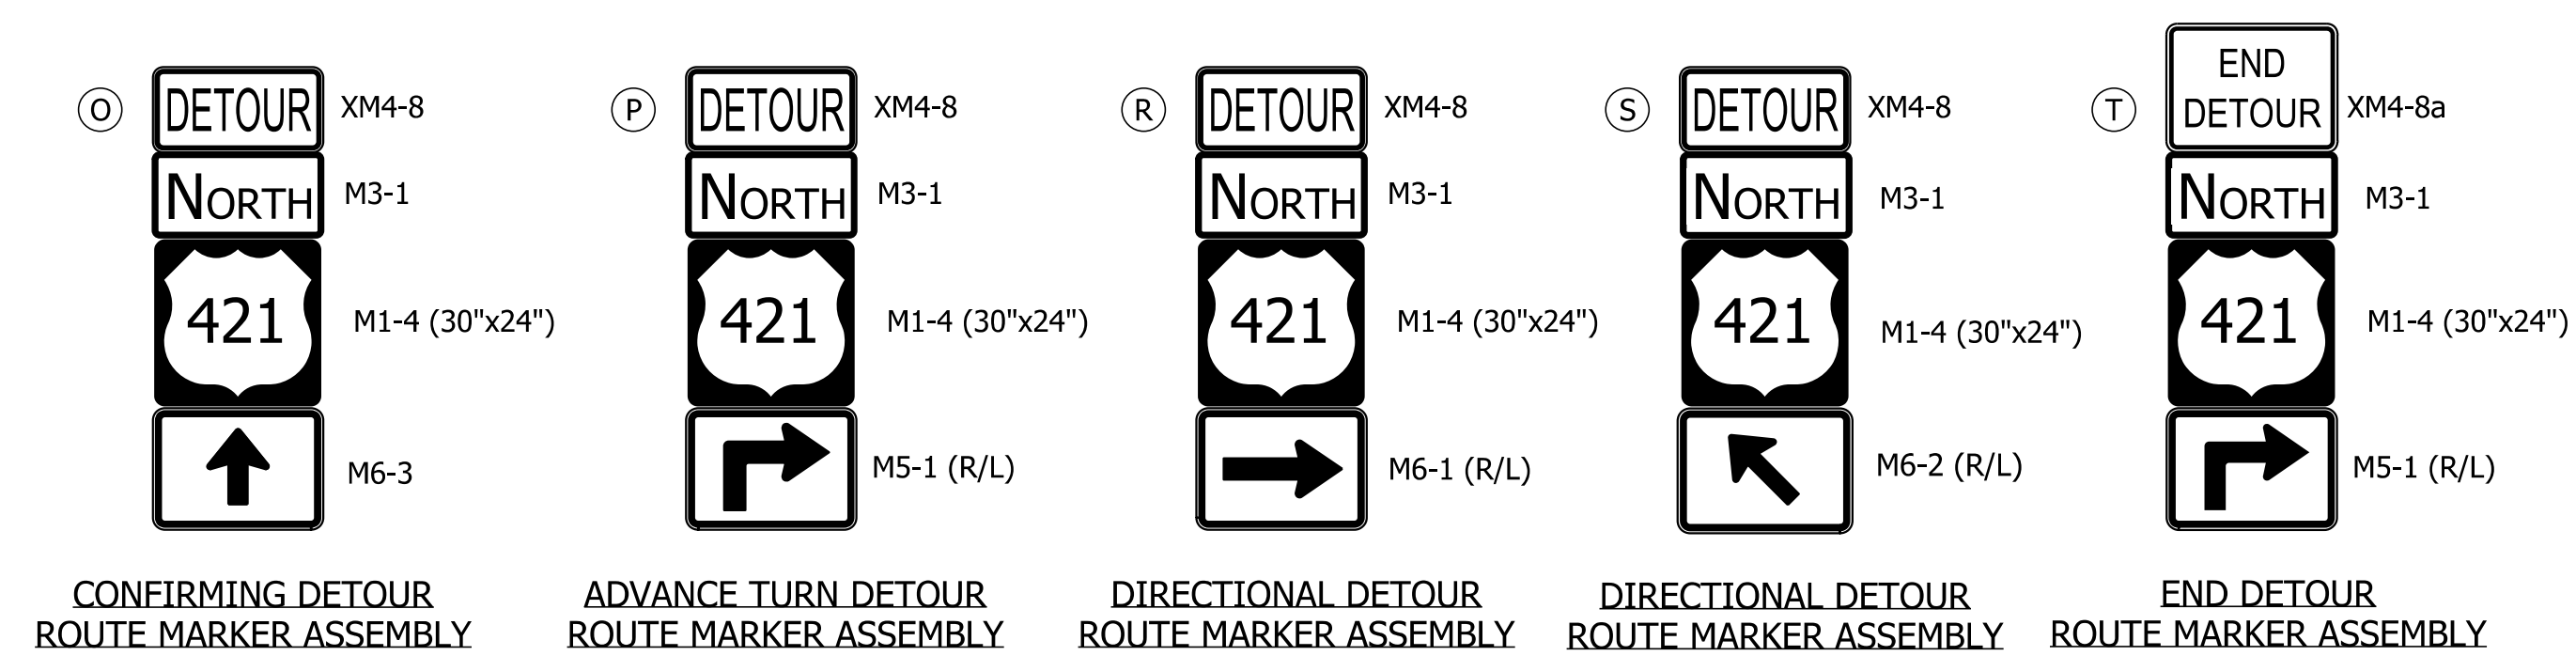 O
DETOUR XM4-8
NORTH M3-1
421 M1-4 (30"x24")
M6-3
CONFIRMING DETOUR
ROUTE MARKER ASSEMBLY
P
DETOUR XM4-8
NORTH M3-1
421 M1-4 (30"x24")
M5-1 (R/L)
ADVANCE TURN DETOUR
ROUTE MARKER ASSEMBLY
R
DETOUR XM4-8
NORTH M3-1
421 M1-4 (30"x24")
M6-1 (R/L)
DIRECTIONAL DETOUR
ROUTE MARKER ASSEMBLY
S
DETOUR XM4-8
NORTH M3-1
421 M1-4 (30"x24")
M6-2 (R/L)
DIRECTIONAL DETOUR
ROUTE MARKER ASSEMBLY
T
END
DETOUR XM4-8a
NORTH M3-1
421 M1-4 (30"x24")
M5-1 (R/L)
END DETOUR
ROUTE MARKER ASSEMBLY